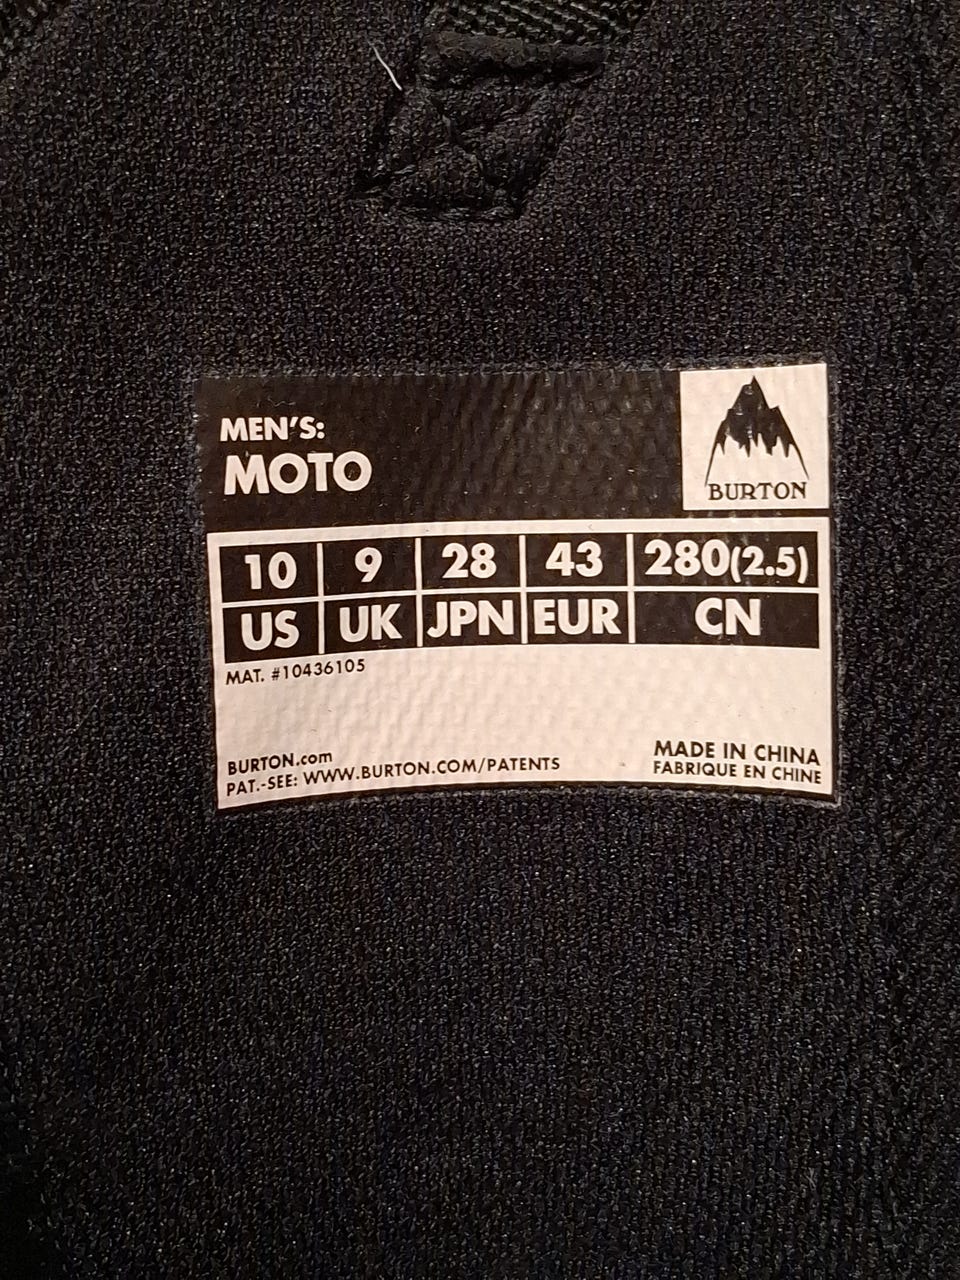 MEN'S:
MOTO
BURTON
10 9 28 43 280(2.5)
US UK JPN EUR CN
MAT. #10436105
BURTON.com
PAT.-SEE: WWW.BURTON.COM/PATENTS
MADE IN CHINA
FABRIQUE EN CHINE